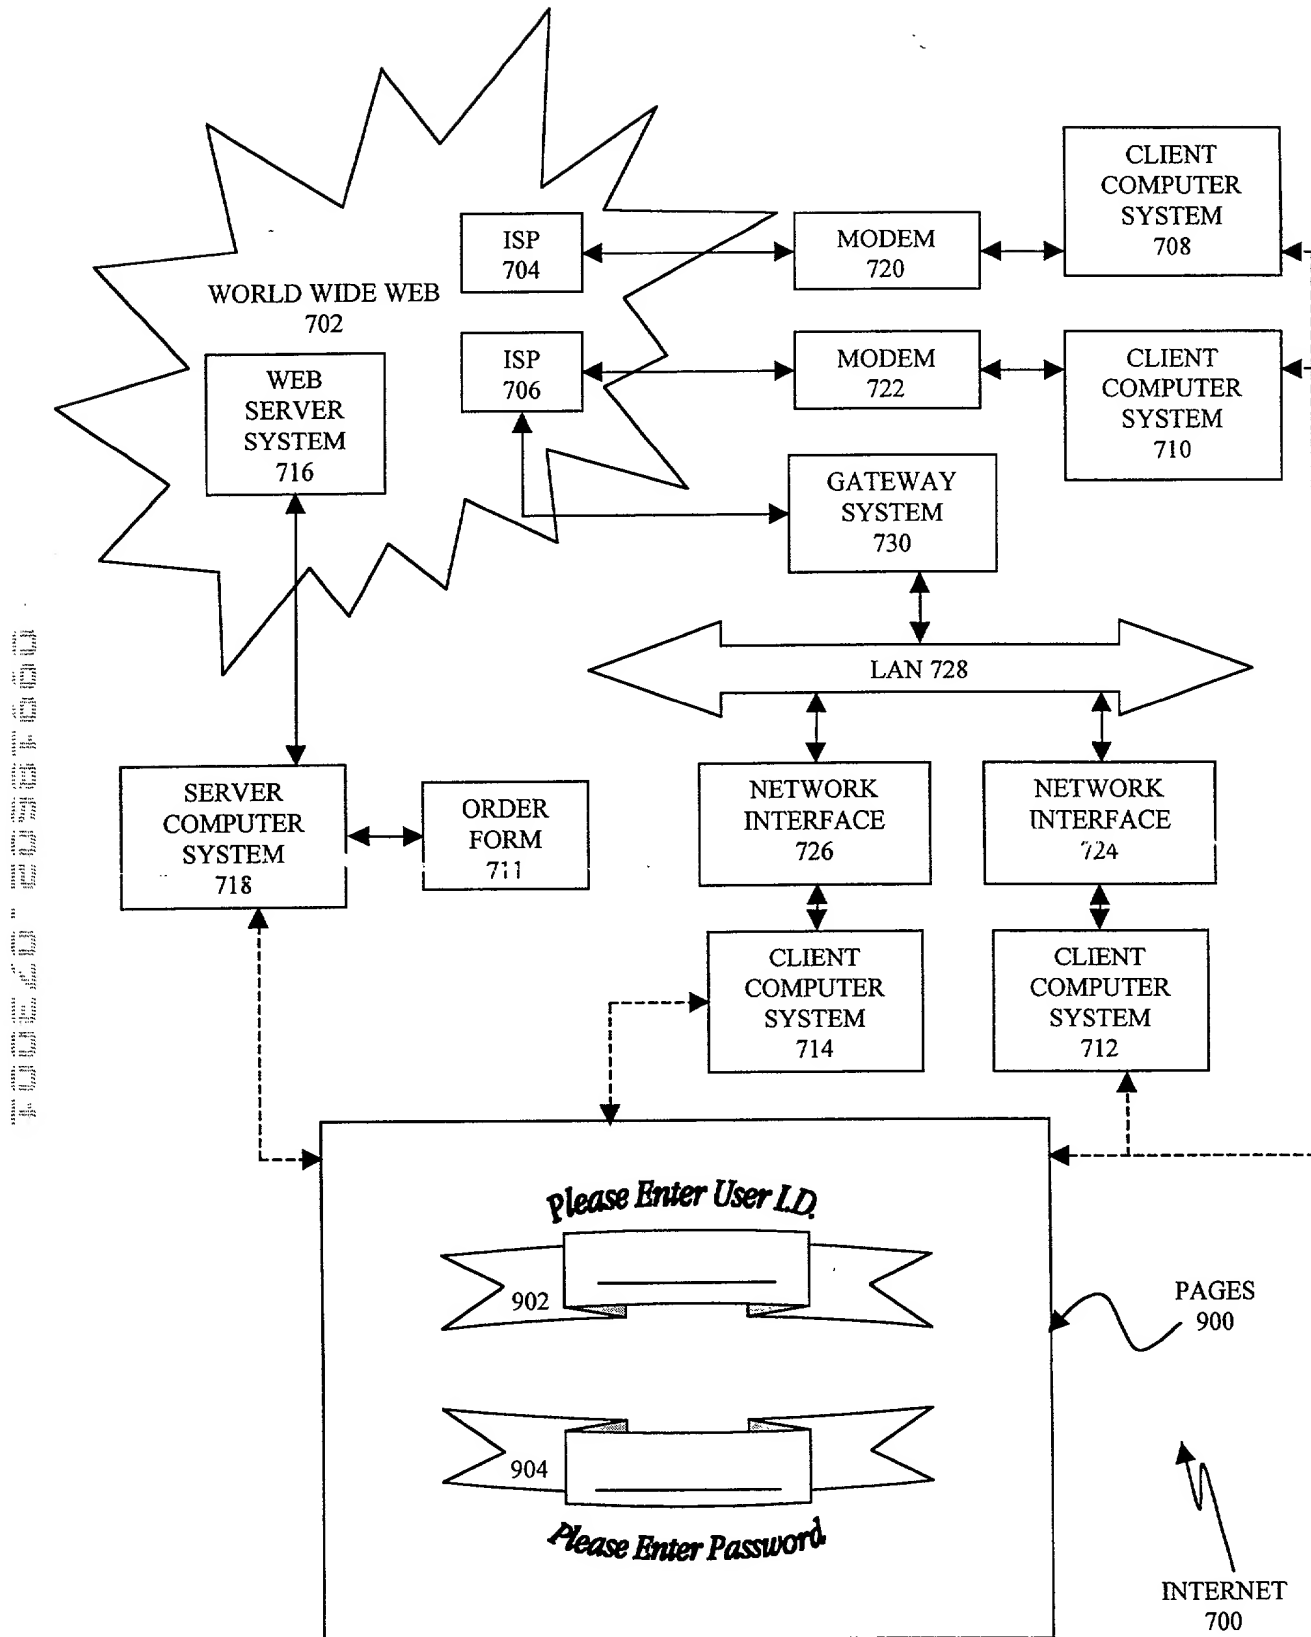 CLIENT
COMPUTER
SYSTEM
708
ISP
704
MODEM
720
WORLD WIDE WEB
702
ISP
706
MODEM
722
CLIENT
COMPUTER
SYSTEM
710
WEB
SERVER
SYSTEM
716
GATEWAY
SYSTEM
730
LAN 728
SERVER
COMPUTER
SYSTEM
718
ORDER
FORM
711
NETWORK
INTERFACE
726
NETWORK
INTERFACE
724
CLIENT
COMPUTER
SYSTEM
714
CLIENT
COMPUTER
SYSTEM
712
Please Enter User I.D.
902
PAGES
900
904
Please Enter Password
INTERNET
700